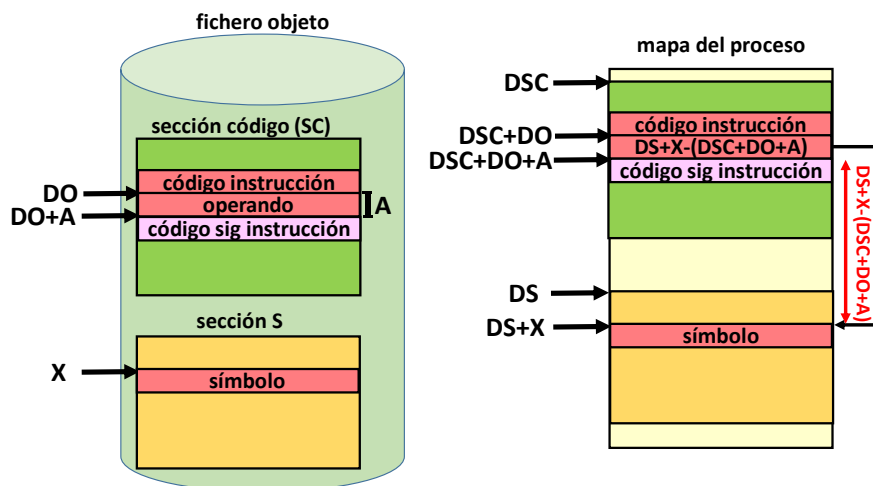 fichero objeto
sección código (SC)
código instrucción
DO
operando
A
DO+A
código sig instrucción
sección S
X
símbolo
mapa del proceso
DSC
código instrucción
DSC+DO
DS+X-(DSC+DO+A)
DSC+DO+A
código sig instrucción
DS+X-(DSC+DO+A)
DS
DS+X
símbolo